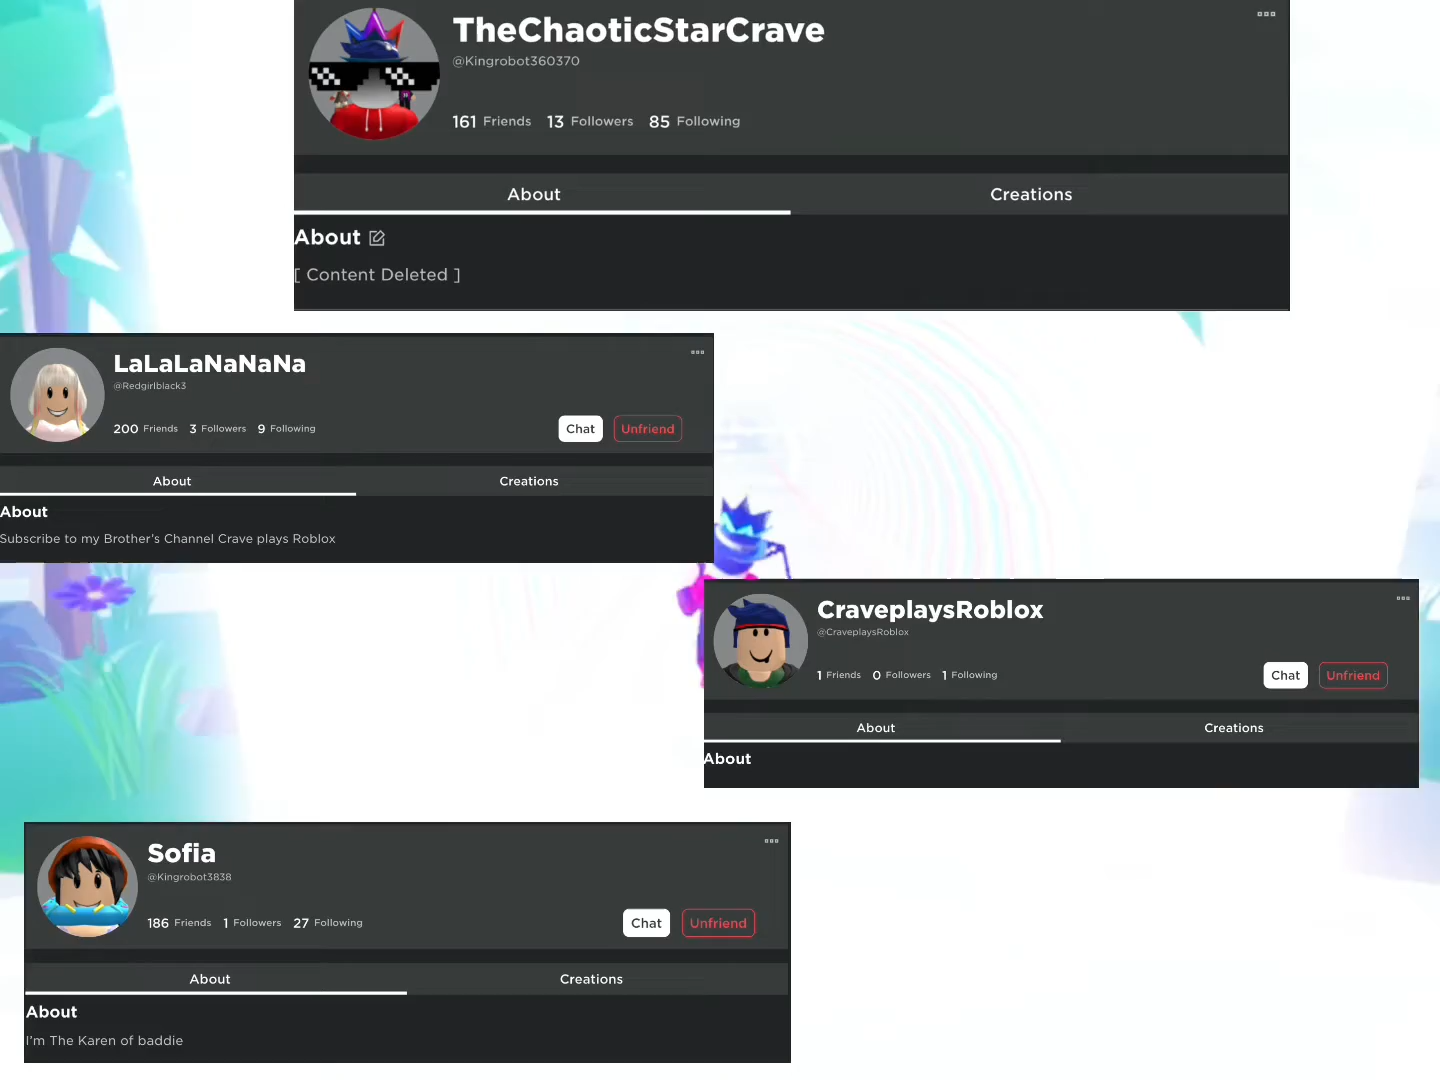 TheChaoticStarCrave
@Kingrobot360370
161 Friends 13 Followers 85 Following
About Creations
About
[ Content Deleted ]
LaLaLaNaNaNa
@Redgirlblack3
200 Friends 3 Followers 9 Following
Chat Unfriend
About Creations
About
Subscribe to my Brother's Channel Crave plays Roblox
CraveplaysRoblox
@CraveplaysRoblox
1 Friends 0 Followers 1 Following
Chat Unfriend
About Creations
About
Sofia
@Kingrobot3838
186 Friends 1 Followers 27 Following
Chat Unfriend
About Creations
About
I'm The Karen of baddie